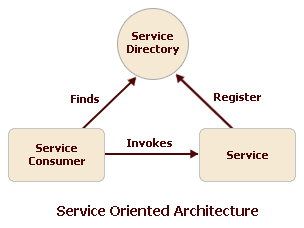 Service
Directory
Finds
Register
Service
Consumer
Invokes
Service
Service Oriented Architecture